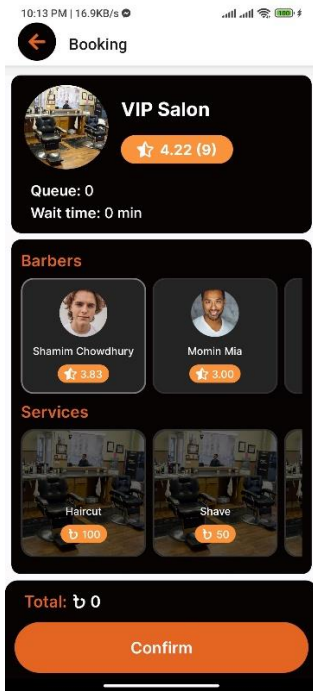 10:13 PM | 16.9KB/s
100
Booking
VIP Salon
4.22 (9)
Queue: 0
Wait time: 0 min
Barbers
Shamim Chowdhury
Momin Mia
3.83
3.00
Services
Haircut
Shave
৳ 100
৳ 50
Total: ৳ 0
Confirm